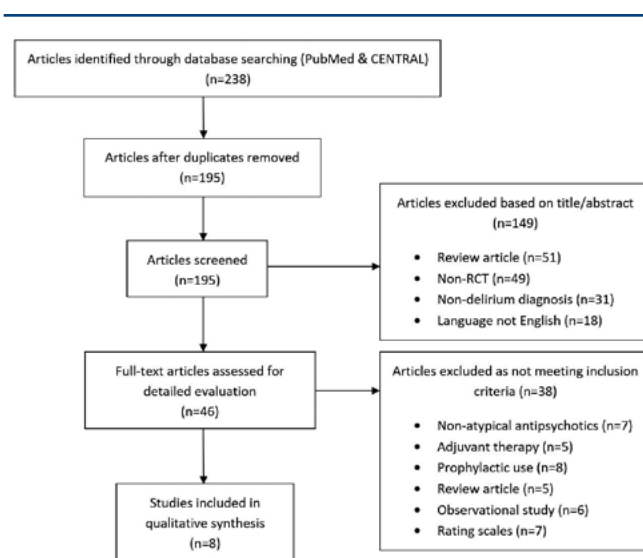 Articles identified through database searching (PubMed & CENTRAL)
(n=238)
Articles after duplicates removed
(n=195)
Articles screened
(n=195)
Articles excluded based on title/abstract
(n=149)
• Review article (n=51)
• Non-RCT (n=49)
• Non-delirium diagnosis (n=31)
• Language not English (n=18)
Full-text articles assessed for
detailed evaluation
(n=46)
Articles excluded as not meeting inclusion
criteria (n=38)
• Non-atypical antipsychotics (n=7)
• Adjuvant therapy (n=5)
• Prophylactic use (n=8)
• Review article (n=5)
• Observational study (n=6)
• Rating scales (n=7)
Studies included in
qualitative synthesis
(n=8)